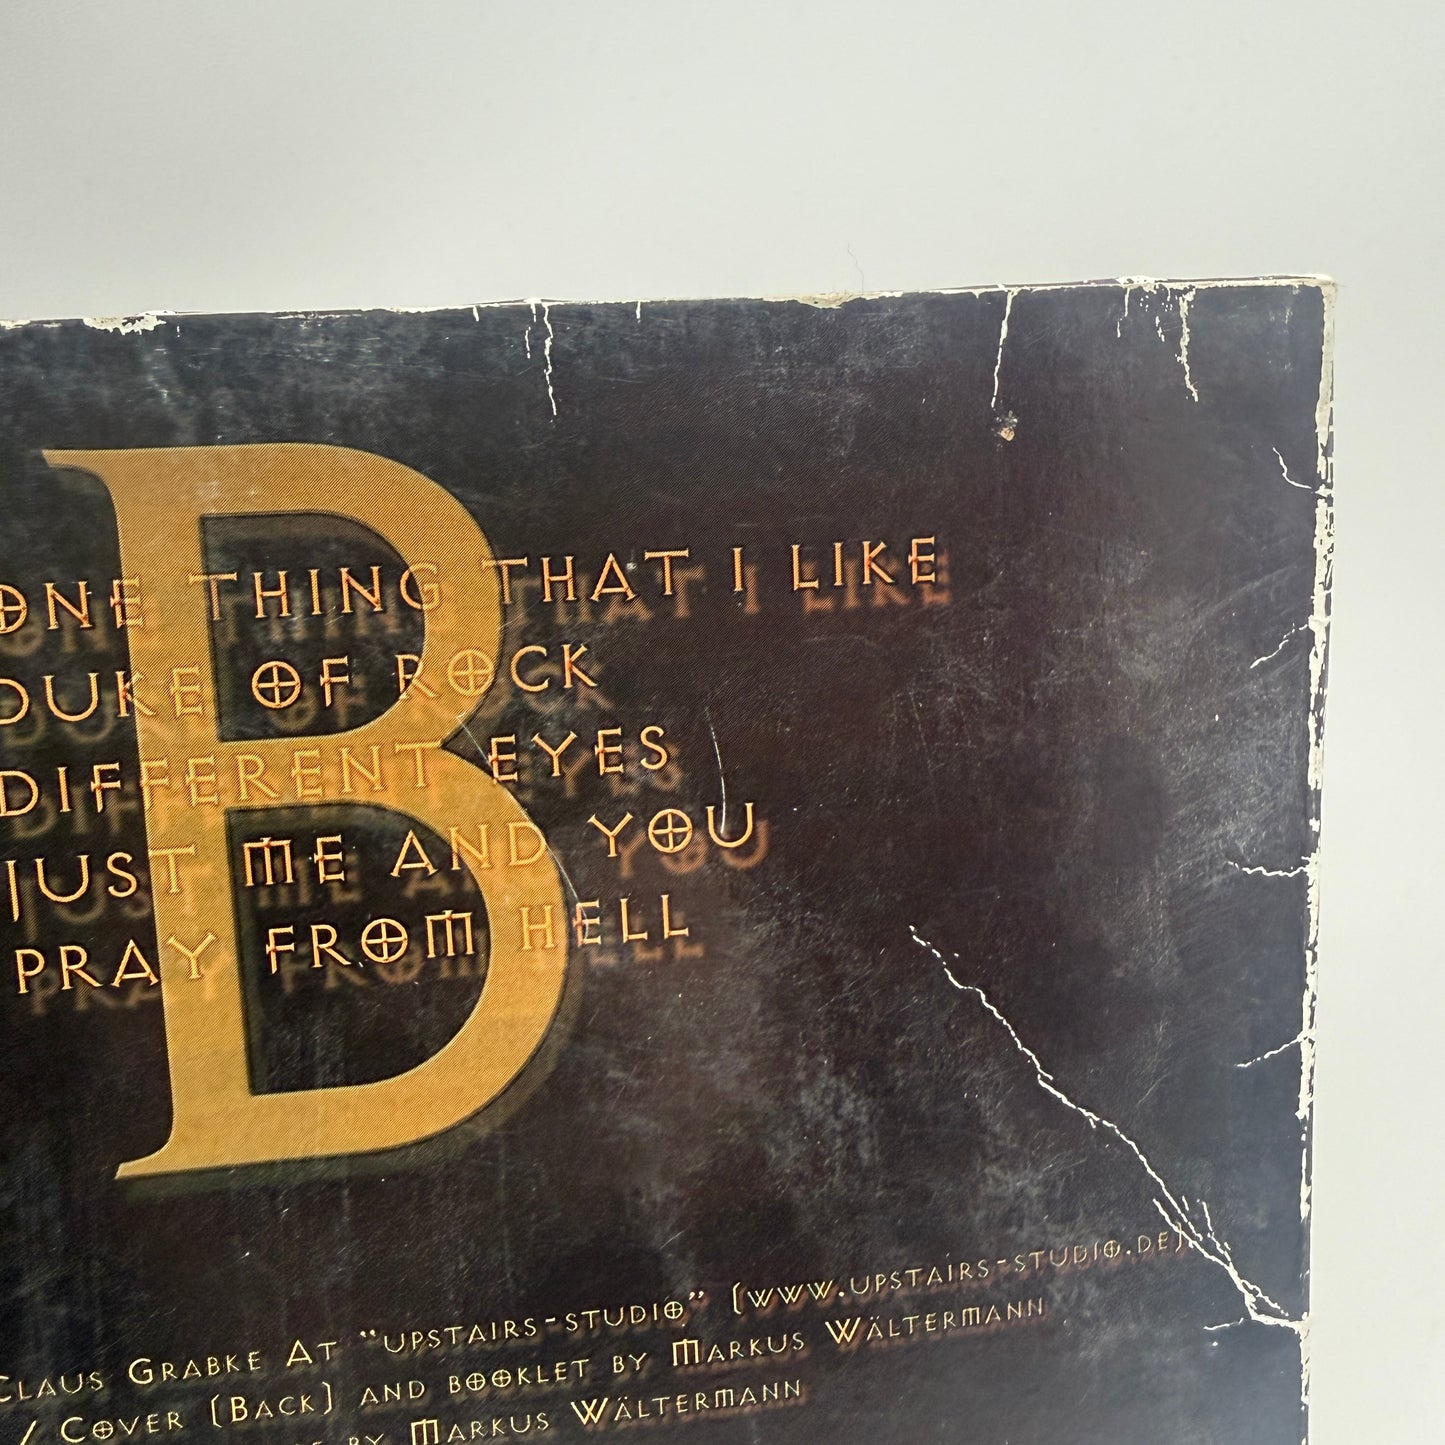 B
ONE THING THAT I LIKE
DUKE OF ROCK
DIFFERENT EYES
JUST ME AND YOU
PRAY FROM HELL
CLAUS GRABKE AT "UPSTAIRS-STUDIO" (WWW.UPSTAIRS-STUDIO.DE),
/ COVER (BACK) AND BOOKLET BY MARKUS WÄLTERMANN
BY MARKUS WÄLTERMANN